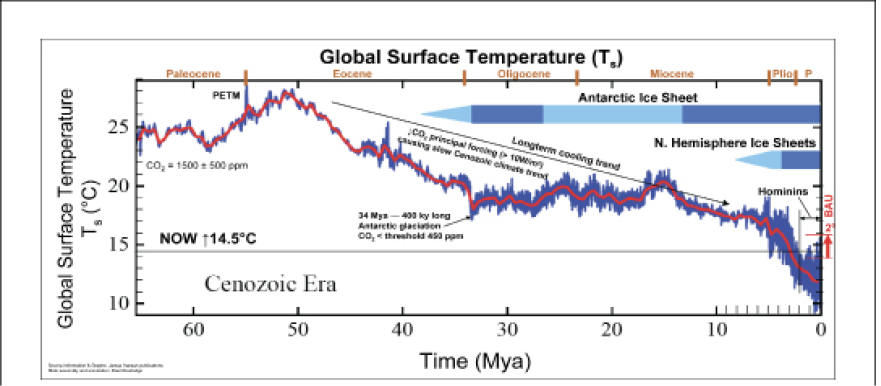 Global Surface Temperature (Ts)
Paleocene Eocene Oligocene Miocene Plio P
PETM
Antarctic Ice Sheet
↓CO2 principal forcing (> 10W/m²)
causing slow Cenozoic climate trend
Longterm cooling trend
N. Hemisphere Ice Sheets
CO2 = 1500 ± 500 ppm
Hominins
BAU
+2°
34 Mya — 400 ky long
Antarctic glaciation
CO2 < threshold 450 ppm
NOW ↑14.5°C
Cenozoic Era
Global Surface Temperature
Ts (°C)
25
20
15
10
60 50 40 30 20 10 0
Time (Mya)